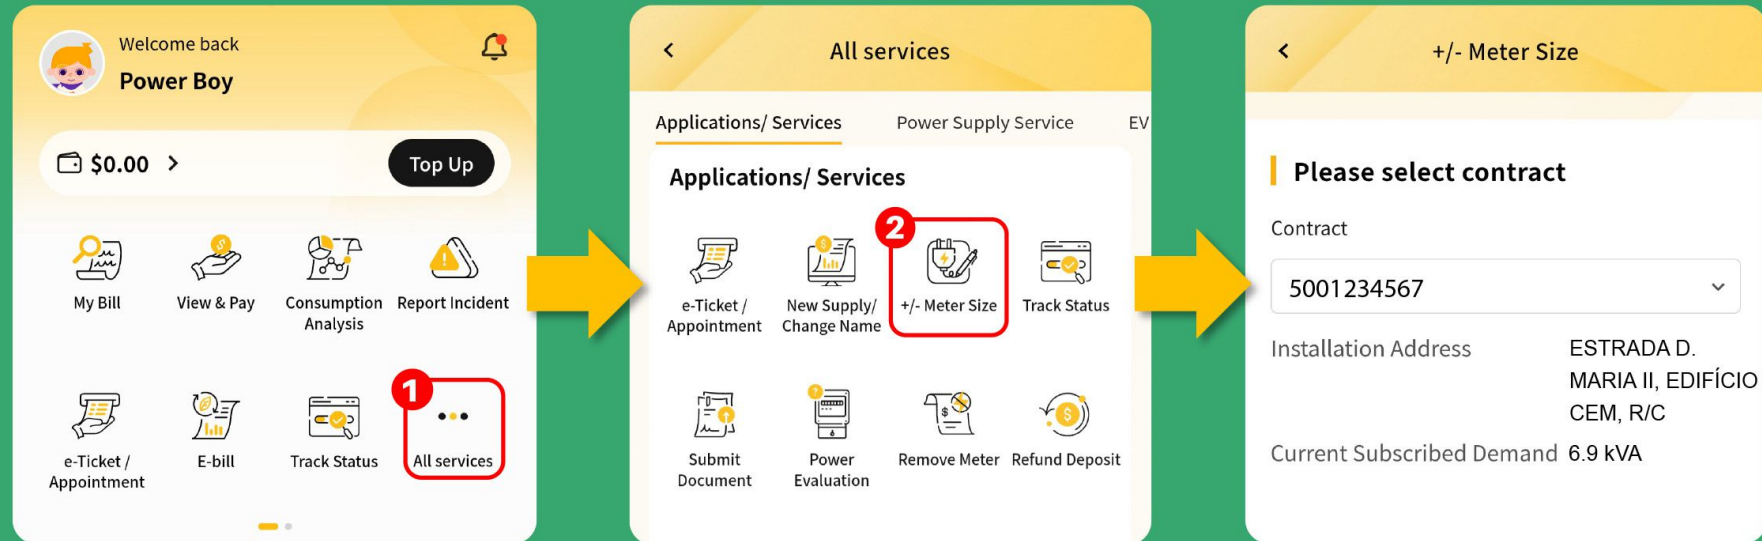 Welcome back
Power Boy
$0.00 >
Top Up
My Bill
View & Pay
Consumption
Analysis
Report Incident
e-Ticket /
Appointment
E-bill
Track Status
1
All services
< All services
Applications/ Services
Power Supply Service
EV
Applications/ Services
e-Ticket /
Appointment
New Supply/
Change Name
2
+/- Meter Size
Track Status
Submit
Document
Power
Evaluation
Remove Meter
Refund Deposit
< +/- Meter Size
Please select contract
Contract
5001234567
Installation Address
ESTRADA D.
MARIA II, EDIFÍCIO
CEM, R/C
Current Subscribed Demand 6.9 kVA